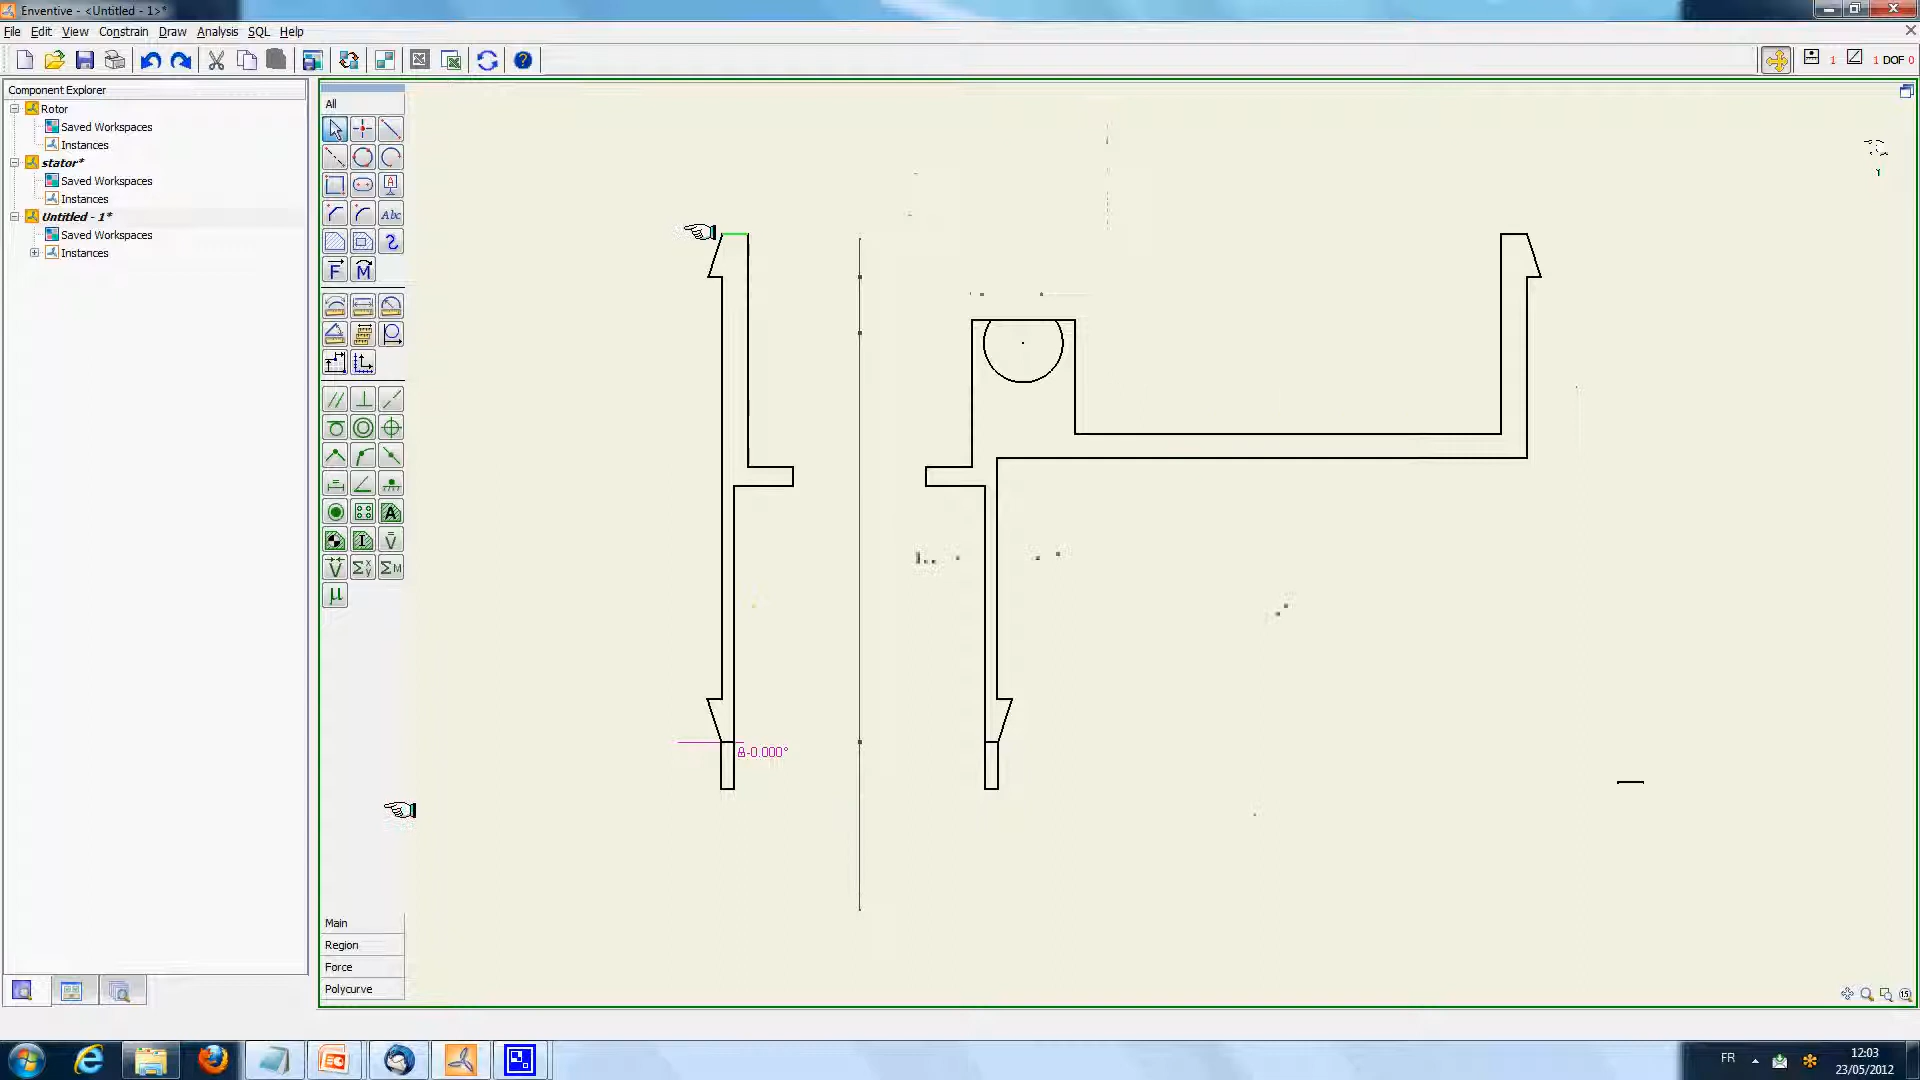 Enventive - <Untitled - 1>*
File Edit View Constrain Draw Analysis SQL Help
1 1 DOF 0
Component Explorer
Rotor
Saved Workspaces
Instances
stator*
Saved Workspaces
Instances
Untitled - 1*
Saved Workspaces
Instances
All
A
Abc
F M
A
I V
V Σxy ΣM
μ
-0.000°
Y
Main
Region
Force
Polycurve
FR
12:03
23/05/2012